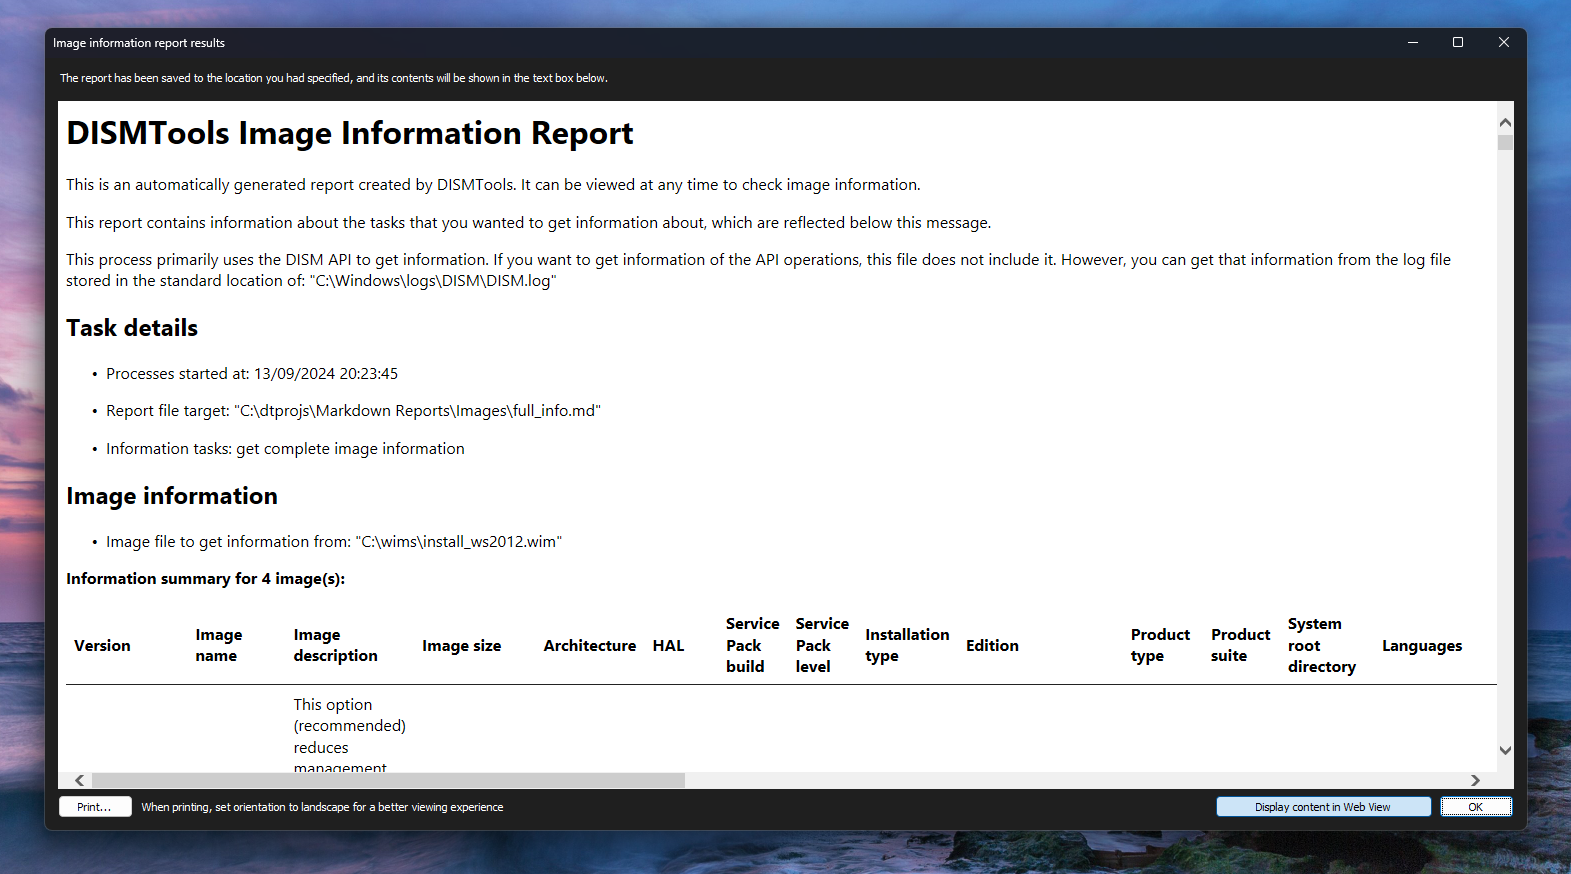 Image information report results
The report has been saved to the location you had specified, and its contents will be shown in the text box below.
DISMTools Image Information Report
This is an automatically generated report created by DISMTools. It can be viewed at any time to check image information.
This report contains information about the tasks that you wanted to get information about, which are reflected below this message.
This process primarily uses the DISM API to get information. If you want to get information of the API operations, this file does not include it. However, you can get that information from the log file
stored in the standard location of: "C:\Windows\logs\DISM\DISM.log"
Task details
• Processes started at: 13/09/2024 20:23:45
• Report file target: "C:\dtprojs\Markdown Reports\Images\full_info.md"
• Information tasks: get complete image information
Image information
• Image file to get information from: "C:\wims\install_ws2012.wim"
Information summary for 4 image(s):
Version
Image
name
Image
description
Image size
Architecture
HAL
Service
Pack
build
Service
Pack
level
Installation
type
Edition
Product
type
Product
suite
System
root
directory
Languages
This option
(recommended)
reduces
management
Print...
When printing, set orientation to landscape for a better viewing experience
Display content in Web View
OK